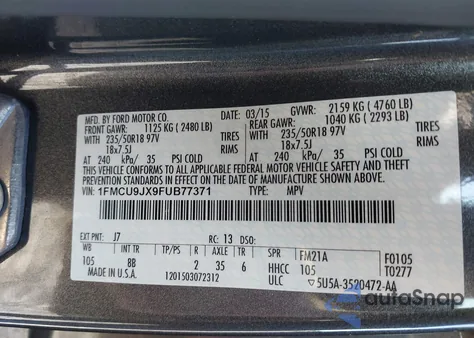 MFD. BY FORD MOTOR CO. 03/15 GVWR: 2159 KG ( 4760 LB)
FRONT GAWR: 1125 KG ( 2480 LB) REAR GAWR: 1040 KG ( 2293 LB)
235/50R18 97V TIRES 235/50R18 97V TIRES
18x7.5J RIMS 18x7.5J RIMS
AT 240 kPa/ 35 PSI COLD AT 240 kPa/ 35 PSI COLD
THIS VEHICLE CONFORMS TO ALL APPLICABLE FEDERAL MOTOR VEHICLE
SAFETY, BUMPER, AND THEFT PREVENTION STANDARDS IN EFFECT ON THE DATE OF
MANUFACTURE SHOWN ABOVE.
VIN: 1FMCU9JX9FUB77371 TYPE: MPV
EXT PNT: J7 RC: 13 DSO:
WB INT TR TP/PS R AXLE TR SPR FM21A F0105
105 BB 2 35 6 HHCC 105 T0277
MADE IN U.S.A. 1201503072312 ULC 5U5A-3520472-AA
autoSnap